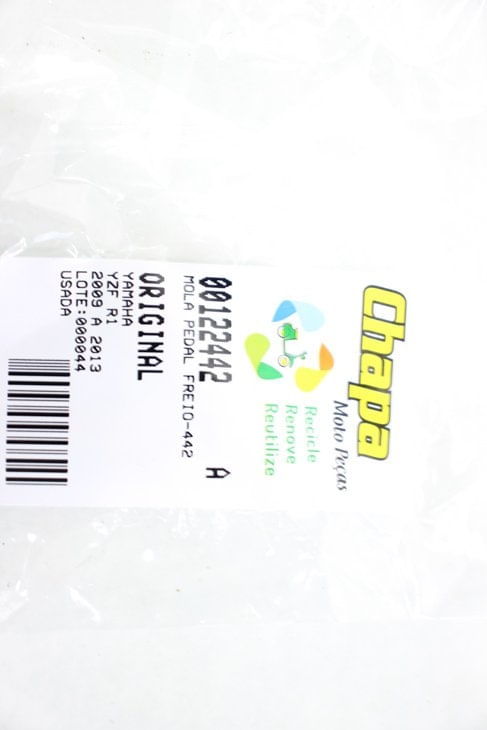 Chapa
Moto Peças
Recicle
Renove
Reutilize
00122442 A
MOLA PEDAL FREIO-442
ORIGINAL
YAMAHA
YZF R1
2009 A 2013
LOTE:000044
USADA